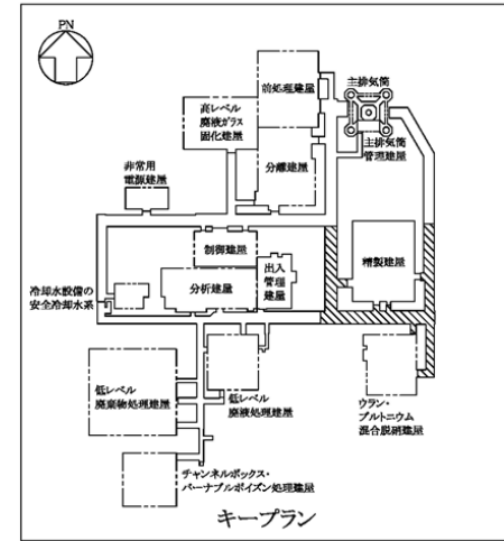 PN
前処理建屋
主排気筒
高レベル
廃液ガラス
固化建屋
主排気筒
管理建屋
分離建屋
非常用
電源建屋
制御建屋
精製建屋
出入
管理
建屋
冷却水設備の
安全冷却水系
分析建屋
低レベル
廃棄物処理建屋
低レベル
廃液処理建屋
ウラン・
プルトニウム
混合脱硝建屋
チャンネルボックス・
バーナブルポイズン処理建屋
キープラン